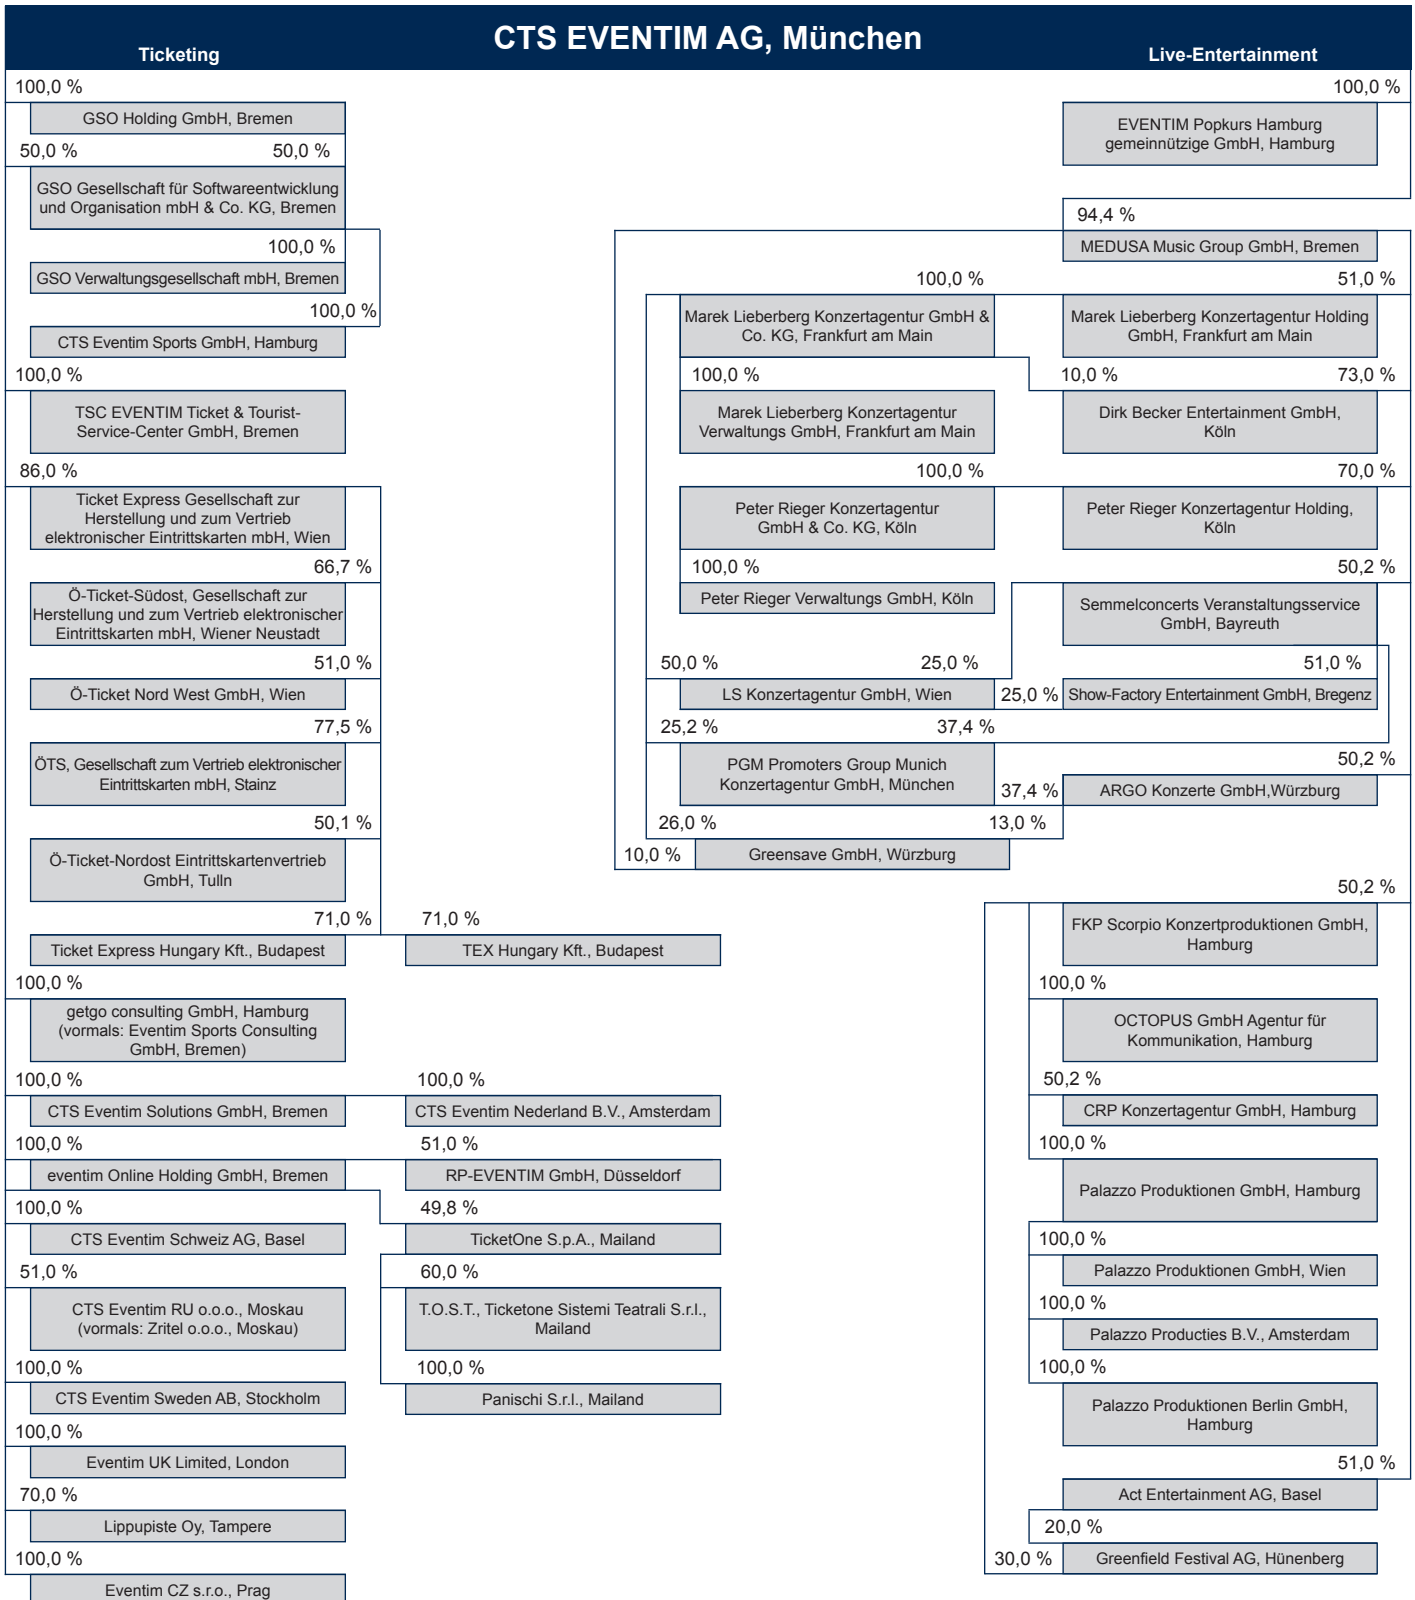 CTS EVENTIM AG, München
Ticketing
Live-Entertainment
100,0 %
GSO Holding GmbH, Bremen
50,0 %
50,0 %
GSO Gesellschaft für Softwareentwicklung
und Organisation mbH & Co. KG, Bremen
100,0 %
GSO Verwaltungsgesellschaft mbH, Bremen
100,0 %
CTS Eventim Sports GmbH, Hamburg
100,0 %
TSC EVENTIM Ticket & Tourist-
Service-Center GmbH, Bremen
86,0 %
Ticket Express Gesellschaft zur
Herstellung und zum Vertrieb
elektronischer Eintrittskarten mbH, Wien
66,7 %
Ö-Ticket-Südost, Gesellschaft zur
Herstellung und zum Vertrieb elektronischer
Eintrittskarten mbH, Wiener Neustadt
51,0 %
Ö-Ticket Nord West GmbH, Wien
77,5 %
ÖTS, Gesellschaft zum Vertrieb elektronischer
Eintrittskarten mbH, Stainz
50,1 %
Ö-Ticket-Nordost Eintrittskartenvertrieb
GmbH, Tulln
71,0 %
Ticket Express Hungary Kft., Budapest
71,0 %
TEX Hungary Kft., Budapest
100,0 %
getgo consulting GmbH, Hamburg
(vormals: Eventim Sports Consulting
GmbH, Bremen)
100,0 %
CTS Eventim Solutions GmbH, Bremen
100,0 %
CTS Eventim Nederland B.V., Amsterdam
100,0 %
eventim Online Holding GmbH, Bremen
51,0 %
RP-EVENTIM GmbH, Düsseldorf
100,0 %
CTS Eventim Schweiz AG, Basel
49,8 %
TicketOne S.p.A., Mailand
51,0 %
CTS Eventim RU o.o.o., Moskau
(vormals: Zritel o.o.o., Moskau)
60,0 %
T.O.S.T., Ticketone Sistemi Teatrali S.r.l.,
Mailand
100,0 %
CTS Eventim Sweden AB, Stockholm
100,0 %
Panischi S.r.l., Mailand
100,0 %
Eventim UK Limited, London
70,0 %
Lippupiste Oy, Tampere
100,0 %
Eventim CZ s.r.o., Prag
100,0 %
EVENTIM Popkurs Hamburg
gemeinnützige GmbH, Hamburg
94,4 %
MEDUSA Music Group GmbH, Bremen
100,0 %
51,0 %
Marek Lieberberg Konzertagentur GmbH &
Co. KG, Frankfurt am Main
Marek Lieberberg Konzertagentur Holding
GmbH, Frankfurt am Main
100,0 %
10,0 %
73,0 %
Marek Lieberberg Konzertagentur
Verwaltungs GmbH, Frankfurt am Main
Dirk Becker Entertainment GmbH,
Köln
100,0 %
70,0 %
Peter Rieger Konzertagentur
GmbH & Co. KG, Köln
Peter Rieger Konzertagentur Holding,
Köln
100,0 %
50,2 %
Peter Rieger Verwaltungs GmbH, Köln
Semmelconcerts Veranstaltungsservice
GmbH, Bayreuth
50,0 %
25,0 %
51,0 %
LS Konzertagentur GmbH, Wien
25,0 %
Show-Factory Entertainment GmbH, Bregenz
25,2 %
37,4 %
PGM Promoters Group Munich
Konzertagentur GmbH, München
50,2 %
37,4 %
ARGO Konzerte GmbH,Würzburg
26,0 %
13,0 %
10,0 %
Greensave GmbH, Würzburg
50,2 %
FKP Scorpio Konzertproduktionen GmbH,
Hamburg
100,0 %
OCTOPUS GmbH Agentur für
Kommunikation, Hamburg
50,2 %
CRP Konzertagentur GmbH, Hamburg
100,0 %
Palazzo Produktionen GmbH, Hamburg
100,0 %
Palazzo Produktionen GmbH, Wien
100,0 %
Palazzo Producties B.V., Amsterdam
100,0 %
Palazzo Produktionen Berlin GmbH,
Hamburg
51,0 %
Act Entertainment AG, Basel
20,0 %
30,0 %
Greenfield Festival AG, Hünenberg